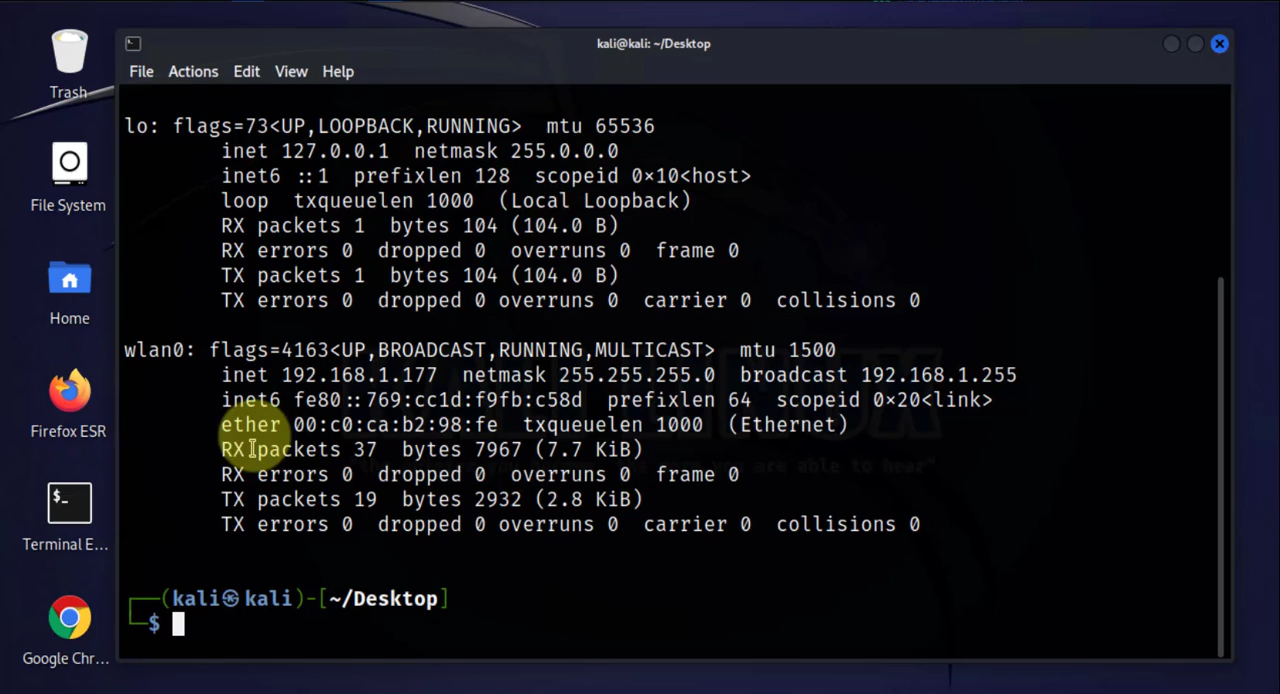 kali@kali: ~/Desktop
File Actions Edit View Help
Trash
File System
Home
Firefox ESR
Terminal E...
Google Chr...
lo: flags=73<UP,LOOPBACK,RUNNING> mtu 65536
inet 127.0.0.1 netmask 255.0.0.0
inet6 ::1 prefixlen 128 scopeid 0×10<host>
loop txqueuelen 1000 (Local Loopback)
RX packets 1 bytes 104 (104.0 B)
RX errors 0 dropped 0 overruns 0 frame 0
TX packets 1 bytes 104 (104.0 B)
TX errors 0 dropped 0 overruns 0 carrier 0 collisions 0
wlan0: flags=4163<UP,BROADCAST,RUNNING,MULTICAST> mtu 1500
inet 192.168.1.177 netmask 255.255.255.0 broadcast 192.168.1.255
inet6 fe80::769:cc1d:f9fb:c58d prefixlen 64 scopeid 0×20<link>
ether 00:c0:ca:b2:98:fe txqueuelen 1000 (Ethernet)
RX packets 37 bytes 7967 (7.7 KiB)
RX errors 0 dropped 0 overruns 0 frame 0
TX packets 19 bytes 2932 (2.8 KiB)
TX errors 0 dropped 0 overruns 0 carrier 0 collisions 0
(kali㉿kali)-[~/Desktop]
$
are able to hear"